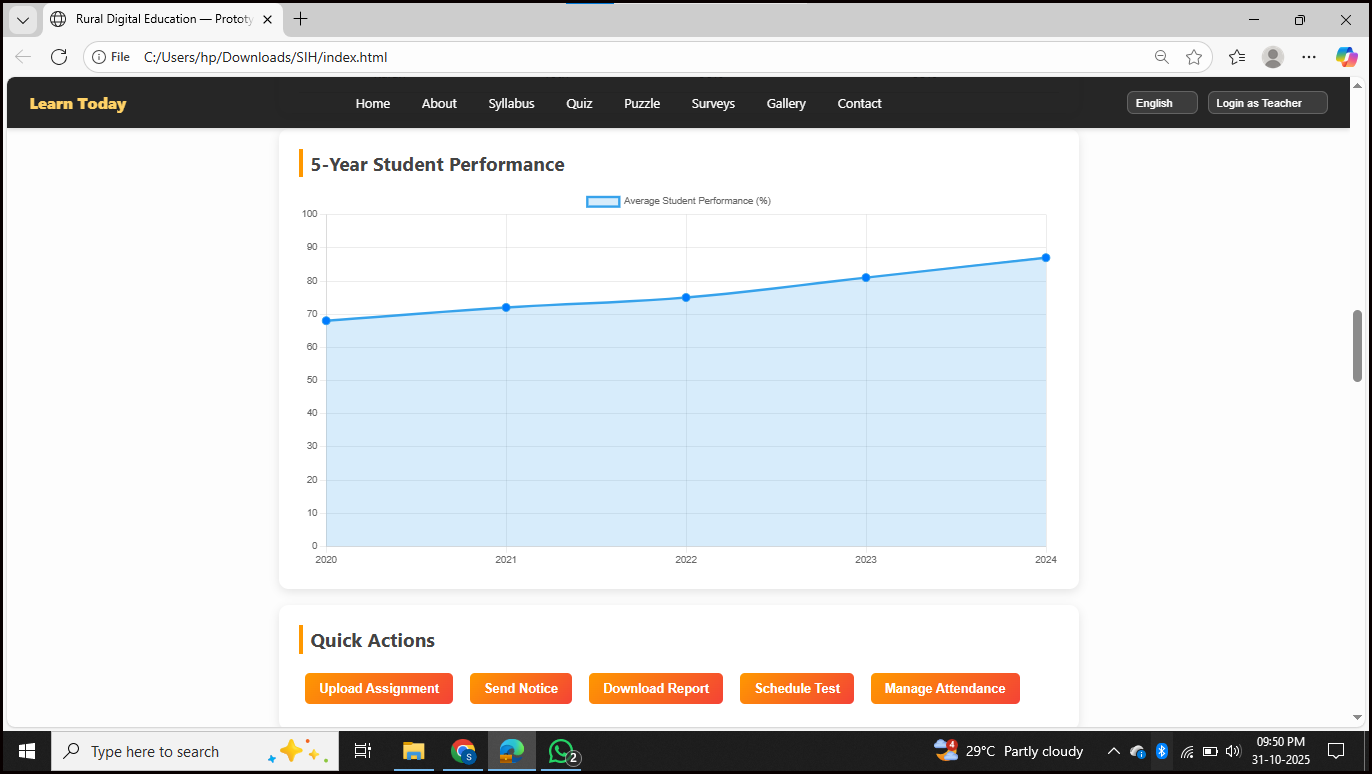 Rural Digital Education — Prototy
File C:/Users/hp/Downloads/SIH/index.html
Learn Today Home About Syllabus Quiz Puzzle Surveys Gallery Contact English Login as Teacher
5-Year Student Performance
Average Student Performance (%)
100
90
80
70
60
50
40
30
20
10
0
2020 2021 2022 2023 2024
Quick Actions
Upload Assignment Send Notice Download Report Schedule Test Manage Attendance
Type here to search
S
2
4
29°C Partly cloudy
09:50 PM
31-10-2025